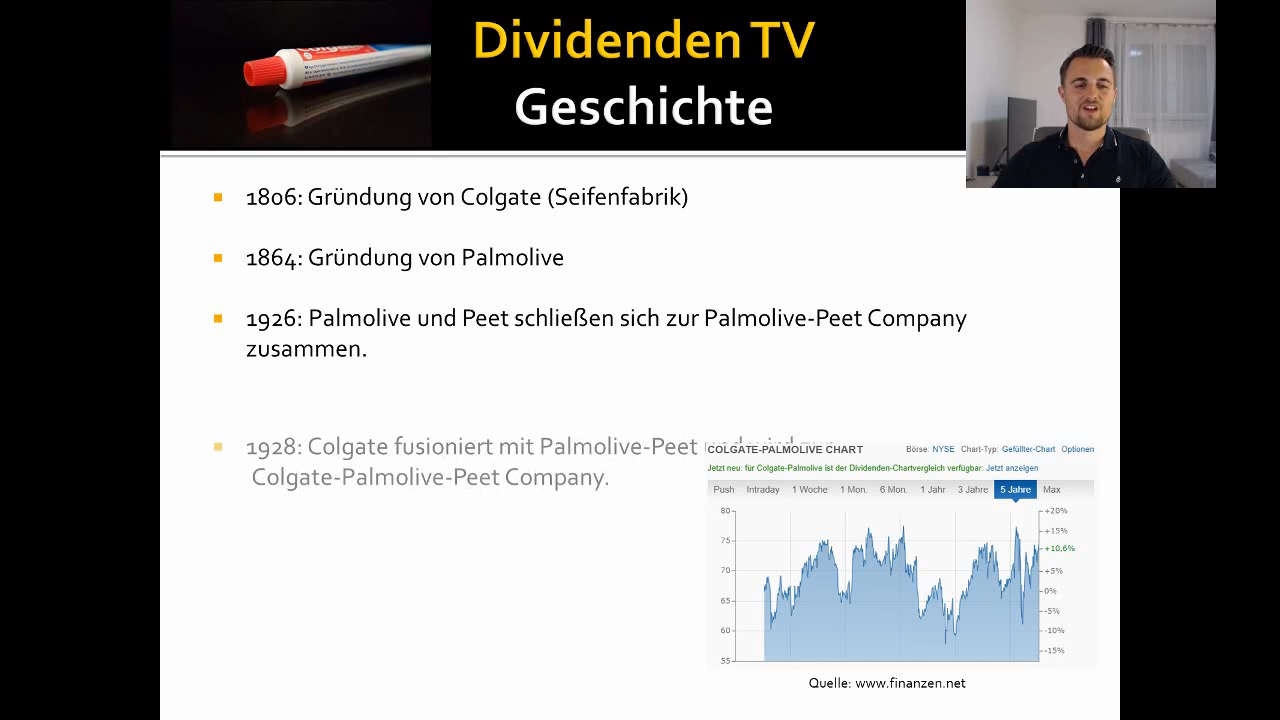 Colgate
Dividenden TV
Geschichte
1806: Gründung von Colgate (Seifenfabrik)
1864: Gründung von Palmolive
1926: Palmolive und Peet schließen sich zur Palmolive-Peet Company
zusammen.
1928: Colgate fusioniert mit Palmolive-Peet und wird zur
Colgate-Palmolive-Peet Company.
COLGATE-PALMOLIVE CHART Börse: NYSE Chart-Typ: Gefüllter-Chart Optionen
Jetzt neu: für Colgate-Palmolive ist der Dividenden-Chartvergleich verfügbar: Jetzt anzeigen
Push Intraday 1 Woche 1 Mon. 6 Mon. 1 Jahr 3 Jahre 5 Jahre Max
80 +20%
+15%
75
+10,6%
70 +5%
0%
65
-5%
60 -10%
-15%
55
Quelle: www.finanzen.net